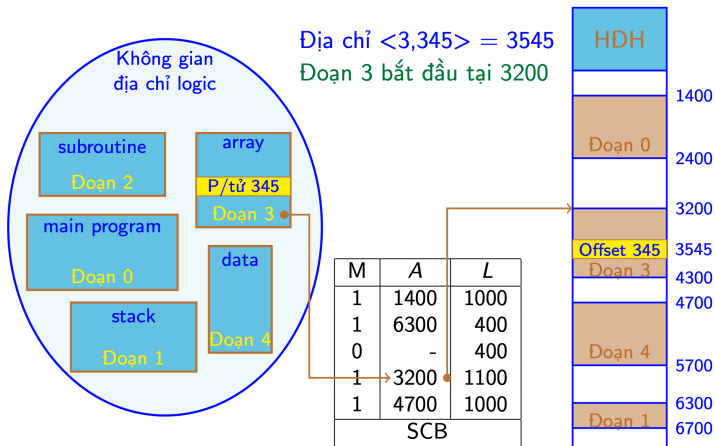 Không gian
địa chỉ logic
subroutine
Đoạn 2
array
P/tử 345
Đoạn 3
main program
Đoạn 0
data
Đoạn 4
stack
Đoạn 1
Địa chỉ <3,345> = 3545
Đoạn 3 bắt đầu tại 3200
M A L
1 1400 1000
1 6300 400
0 - 400
1 3200 1100
1 4700 1000
SCB
HĐH
1400
Đoạn 0
2400
3200
Offset 345 3545
Đoạn 3
4300
4700
Đoạn 4
5700
6300
Đoạn 1
6700